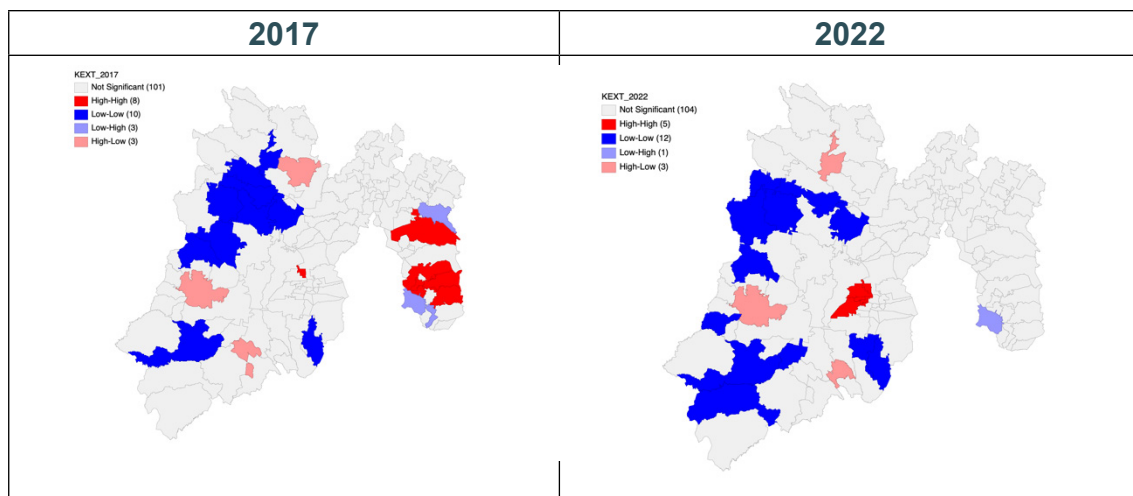 2017
2022
KEXT_2017
Not Significant (101)
High-High (8)
Low-Low (10)
Low-High (3)
High-Low (3)
KEXT_2022
Not Significant (104)
High-High (5)
Low-Low (12)
Low-High (1)
High-Low (3)